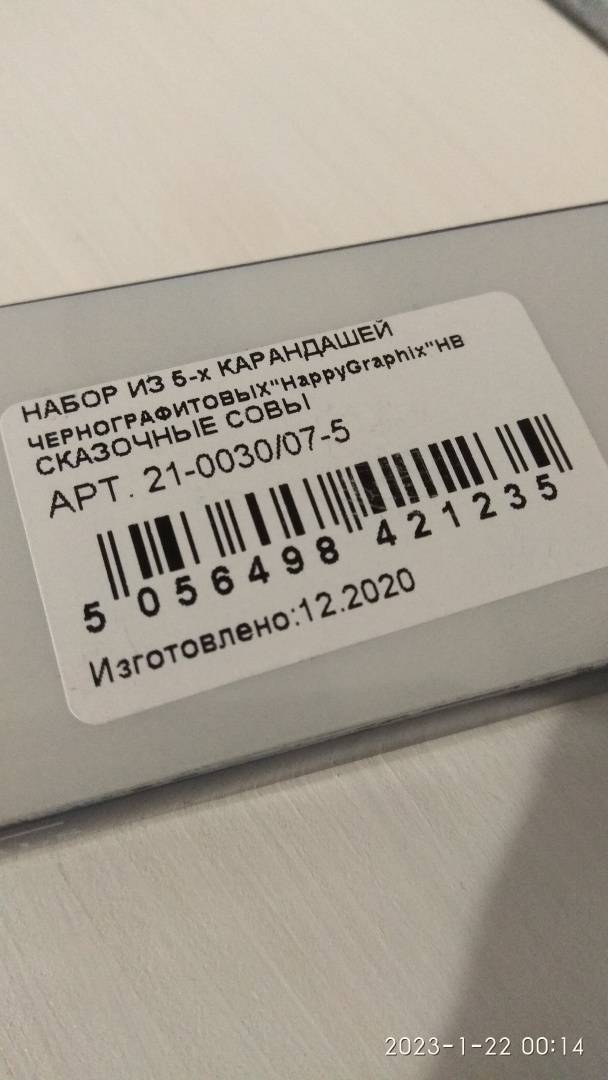 НАБОР ИЗ 5-х КАРАНДАШЕЙ
ЧЕРНОГРАФИТОВЫХ"HappyGraphix"НВ
СКАЗОЧНЫЕ СОВЫ
АРТ. 21-0030/07-5
5 056498 421235
Изготовлено:12.2020
2023-1-22 00:14